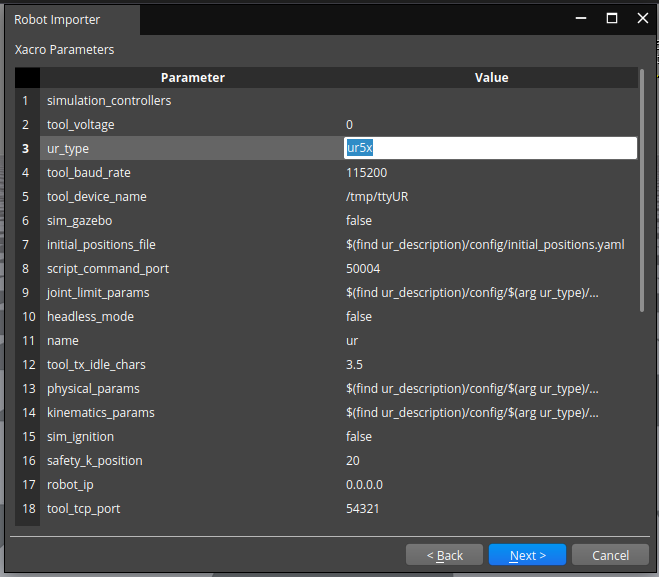 Robot Importer
Xacro Parameters
Parameter Value
1 simulation_controllers
2 tool_voltage 0
3 ur_type ur5x
4 tool_baud_rate 115200
5 tool_device_name /tmp/ttyUR
6 sim_gazebo false
7 initial_positions_file $(find ur_description)/config/initial_positions.yaml
8 script_command_port 50004
9 joint_limit_params $(find ur_description)/config/$(arg ur_type)/...
10 headless_mode false
11 name ur
12 tool_tx_idle_chars 3.5
13 physical_params $(find ur_description)/config/$(arg ur_type)/...
14 kinematics_params $(find ur_description)/config/$(arg ur_type)/...
15 sim_ignition false
16 safety_k_position 20
17 robot_ip 0.0.0.0
18 tool_tcp_port 54321
< Back Next > Cancel